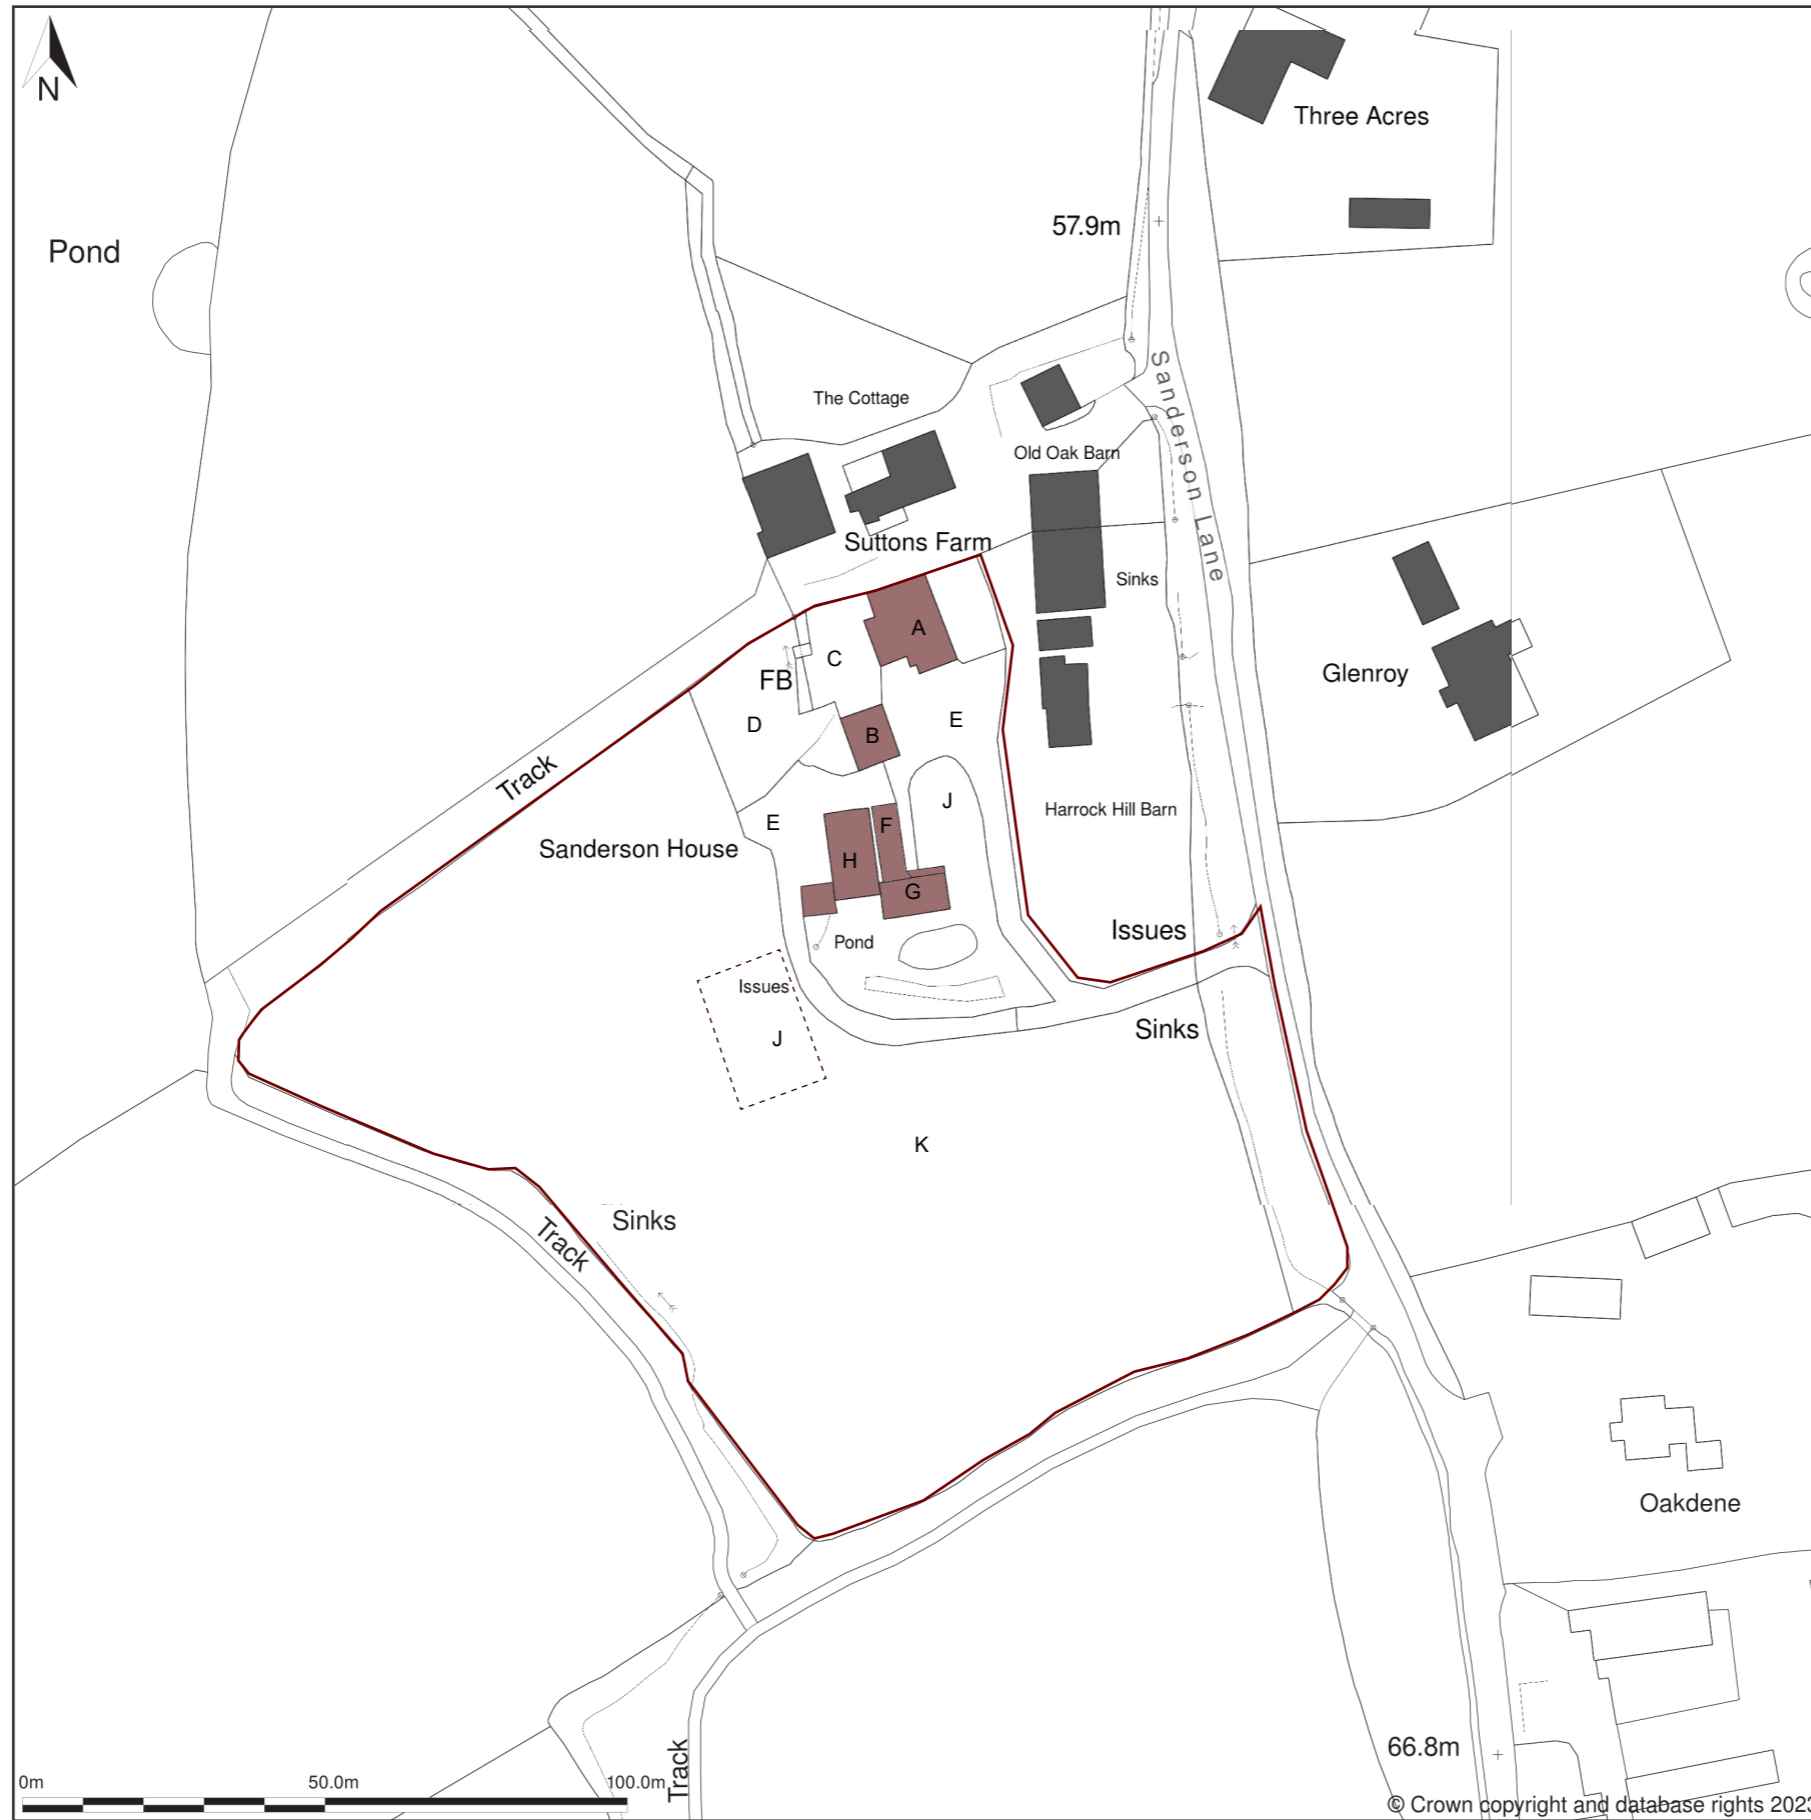 N
Three Acres
57.9m
Pond
Sanderson Lane
The Cottage
Old Oak Barn
Suttons Farm
Sinks
A
C
FB
Glenroy
D
E
B
Track
J
Harrock Hill Barn
E
F
Sanderson House
H
G
Issues
Pond
Issues
Sinks
J
K
Sinks
Track
Oakdene
66.8m
Track
0m 50.0m 100.0m
© Crown copyright and database rights 202